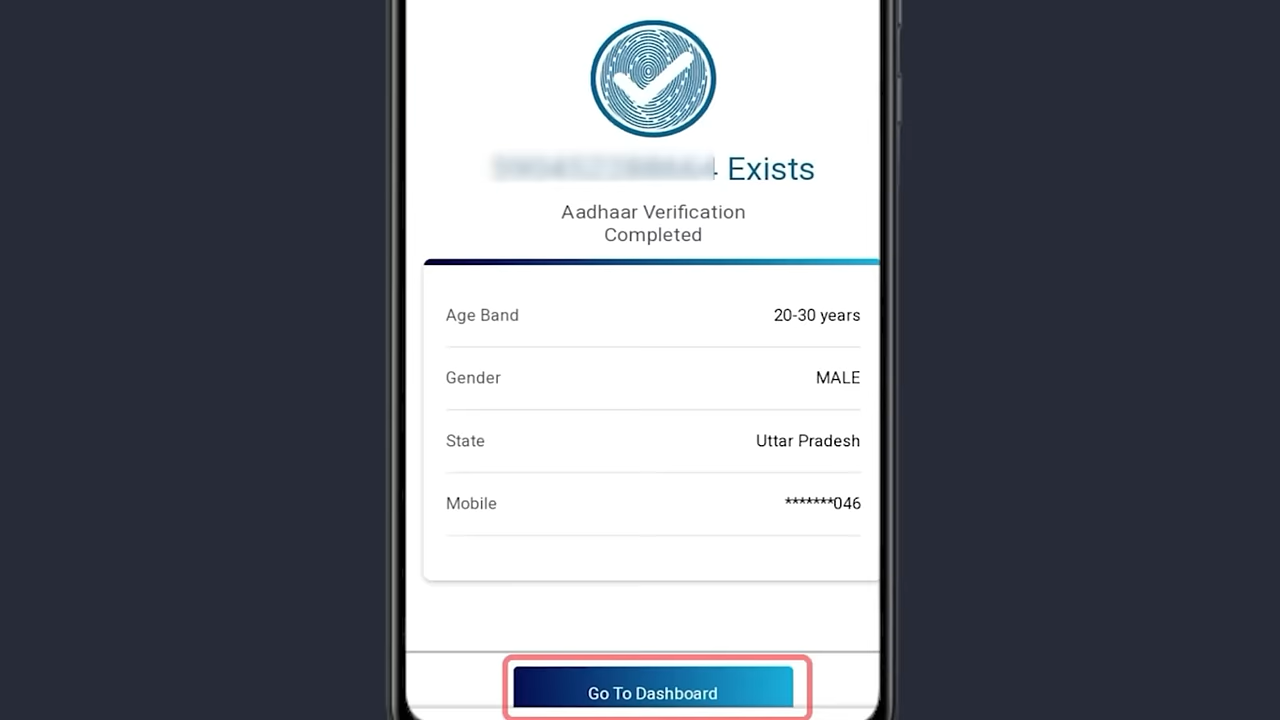 Exists
Aadhaar Verification
Completed
Age Band 20-30 years
Gender MALE
State Uttar Pradesh
Mobile *******046
Go To Dashboard